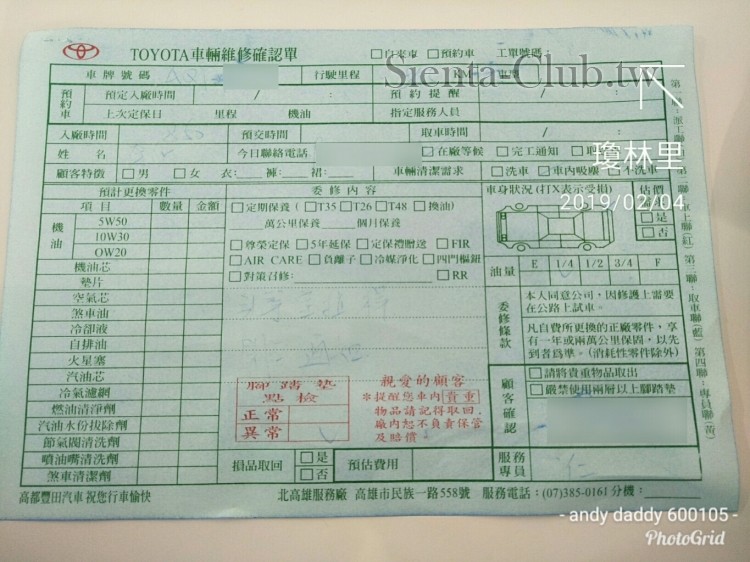 TOYOTA
TOYOTA車輛維修確認單 □自來車 □預約車 工單號碼
Sienta-Club.tw
車牌號碼 行駛里程 KM 車型
預約車 預定入廠時間 / : 預約提醒 / :
上次定保日 里程 機油 指定服務人員
入廠時間 預交時間 取車時間 / :
姓名 今日聯絡電話 □在廠等候 □完工通知
瓊林里
顧客特徵 □男 □女 衣: 褲: 裙: 車輛清潔需求 □洗車 □車內吸塵 □不洗車
2019/02/04
預計更換零件 委修內容 車身狀況(打X表示受損) 估價
項目 數量 金額 □定期保養 (□T35 □T26 □T48 □換油) □是
機油 5W50 萬公里保養 個月保養 □否
10W30 □尊榮定保 □5年延保 □定保禮贈送 □FIR
OW20 □AIR CARE □負離子 □冷媒淨化 □四門樞鈕
機油芯 □對策召修: □RR 油量 E 1/4 1/2 3/4 F
墊片
空氣芯
煞車油
冷卻液
自排油
火星塞
汽油芯
冷氣濾網
燃油清淨劑
汽油水份拔除劑
節氣閥清洗劑
噴油嘴清洗劑
煞車清潔劑
委修條款
本人同意公司,因修護上需要
在公路上試車。
凡自費所更換的正廠零件,享
有一年或兩萬公里保固,以先
到者為準。(消耗性零件除外)
顧客確認
□請將貴重物品取出
□嚴禁使用兩層以上腳踏墊
腳踏墊
點檢
正常
異常
親愛的顧客
※提醒您車內貴重
物品請記得取回,
廠內恕不負責保管
及賠償
損品取回 □是 □否 預估費用 服務專員
高都豐田汽車 祝您行車愉快 北高雄服務廠 高雄市民族一路558號 服務電話:(07)385-0161 分機:
- andy daddy 600105 -
PhotoGrid